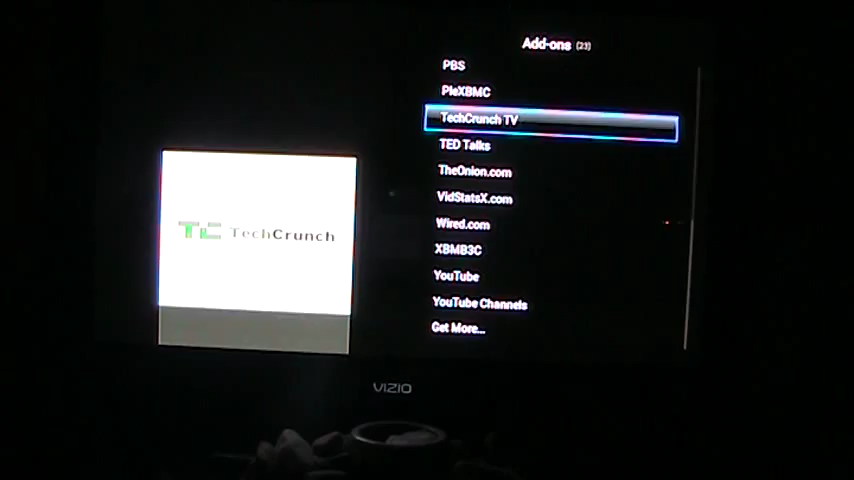 Add-ons (23)
PBS
PleXBMC
TechCrunch TV
TED Talks
TheOnion.com
VidStatsX.com
Wired.com
XBMB3C
YouTube
YouTube Channels
Get More...
TC TechCrunch
VIZIO